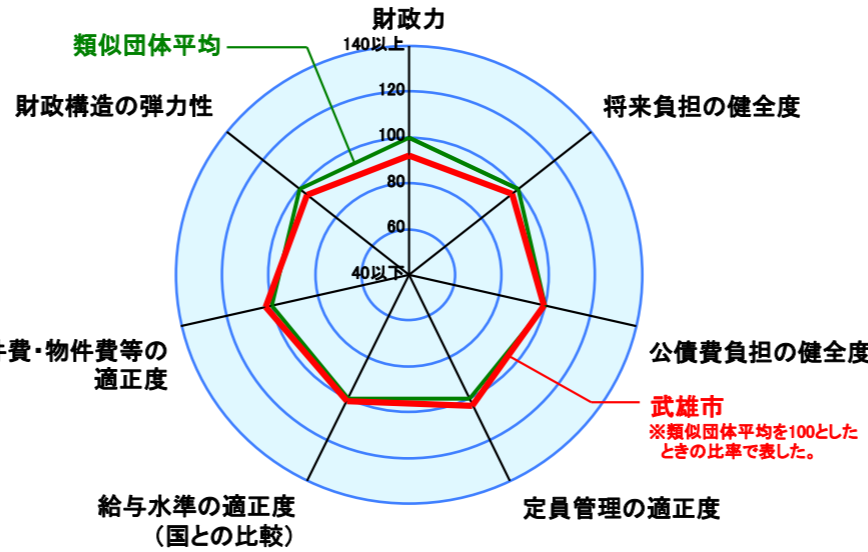 財政力
類似団体平均
140以上
120
100
80
60
40以下
財政構造の弾力性
将来負担の健全度
件費・物件費等の
適正度
公債費負担の健全度
武雄市
※類似団体平均を100とした
ときの比率で表した。
給与水準の適正度
(国との比較)
定員管理の適正度